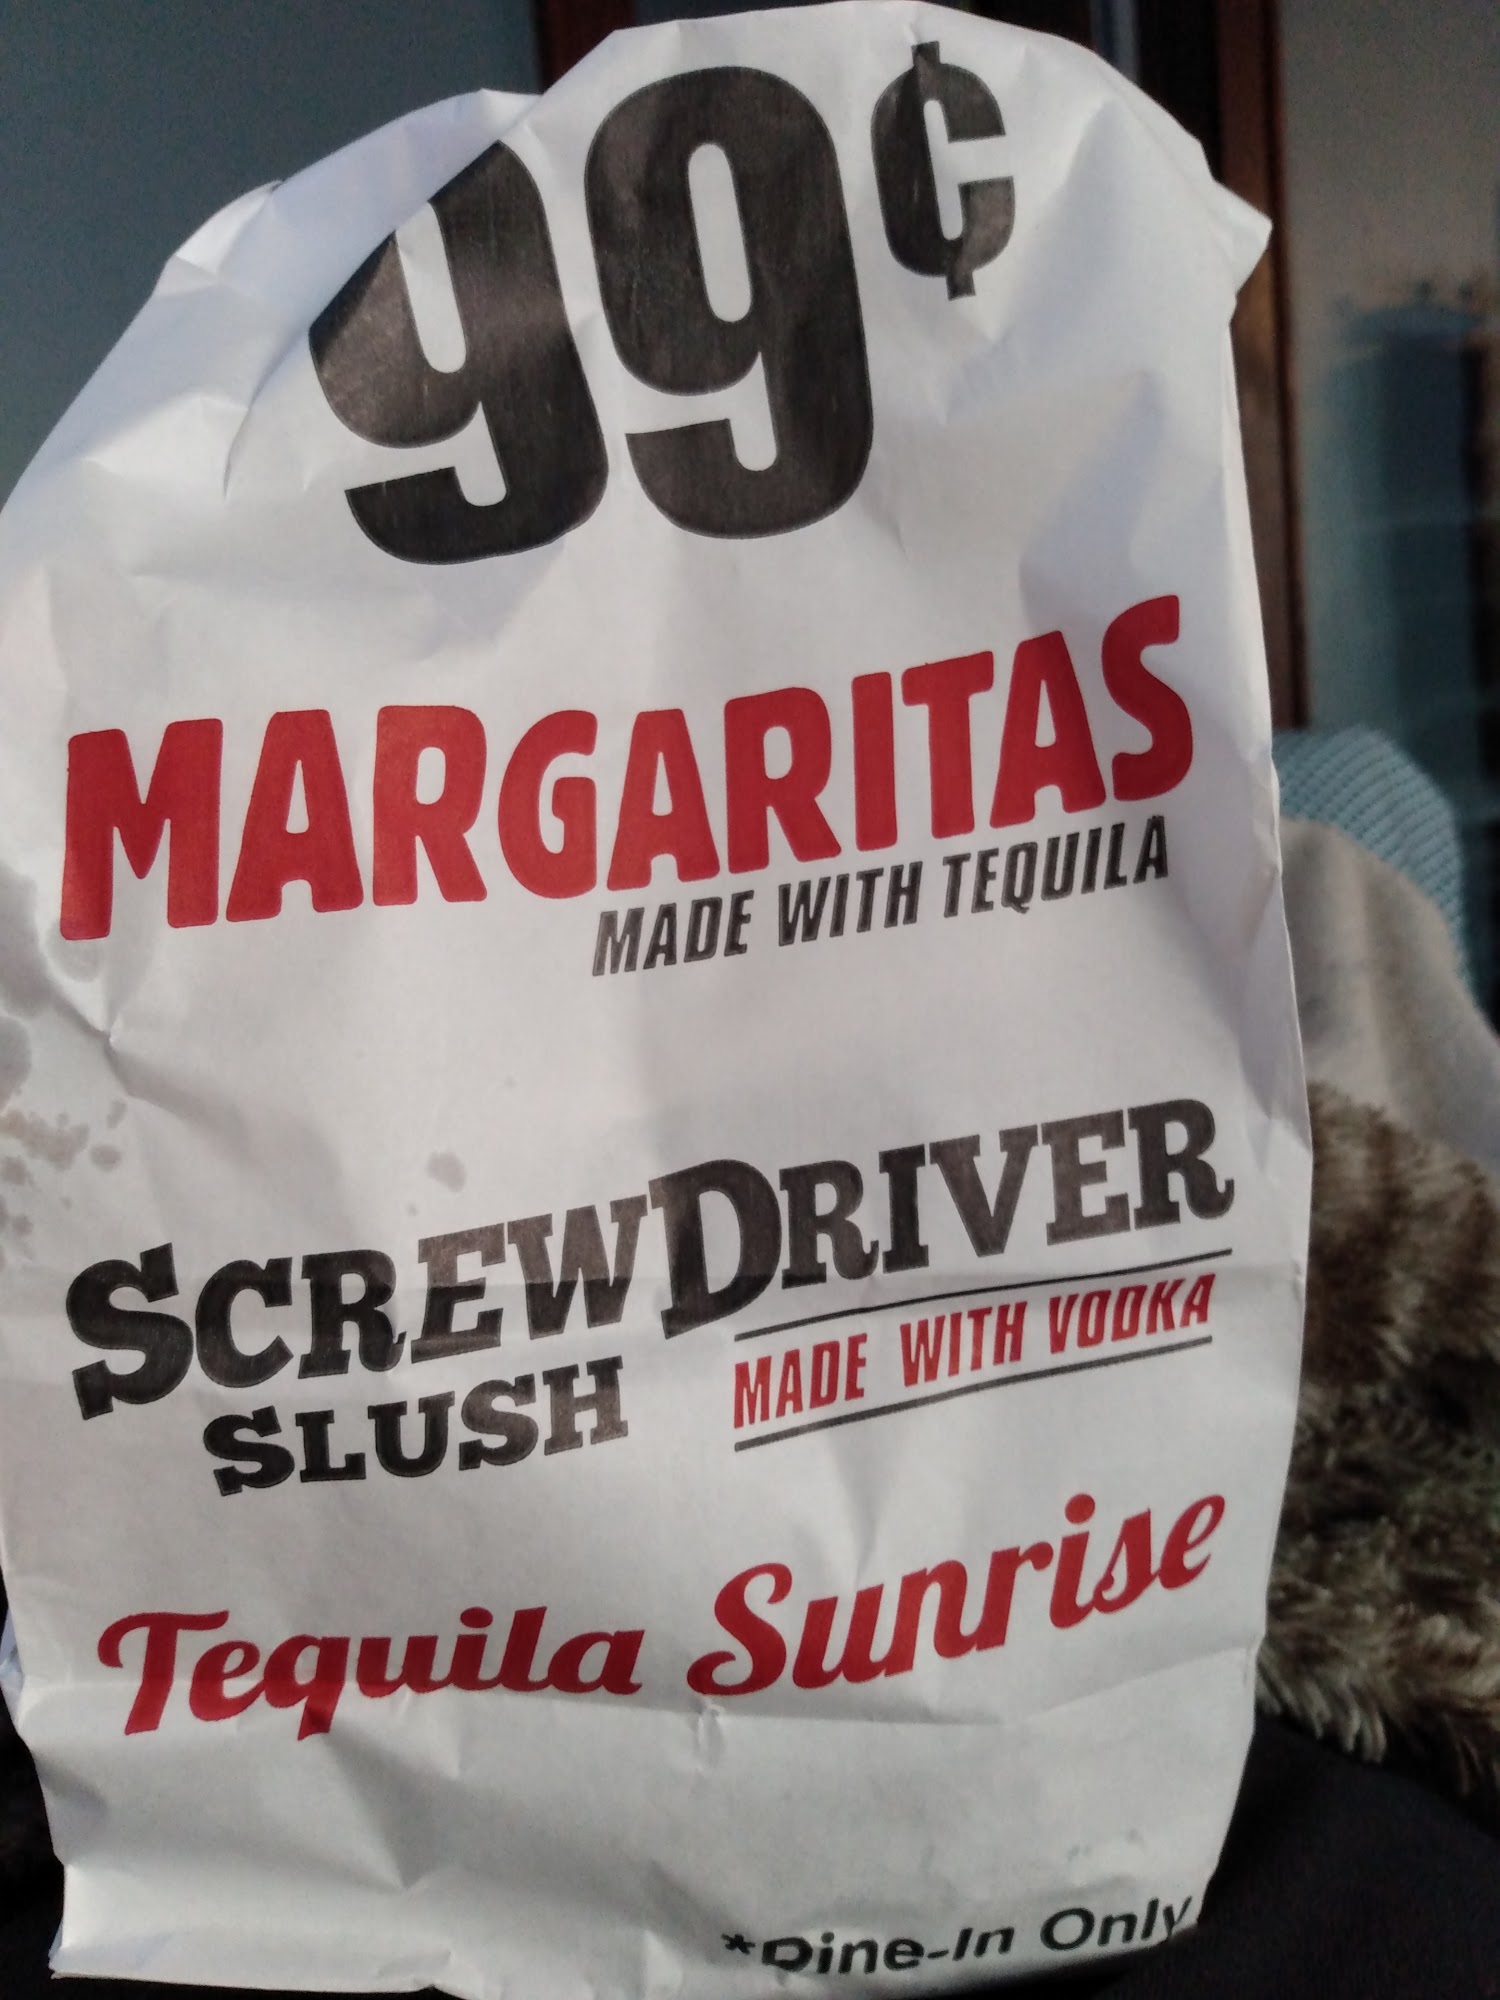 99¢
MARGARITAS
MADE WITH TEQUILA
SCREWDRIVER
SLUSH
MADE WITH VODKA
Tequila Sunrise
*Dine-In Only